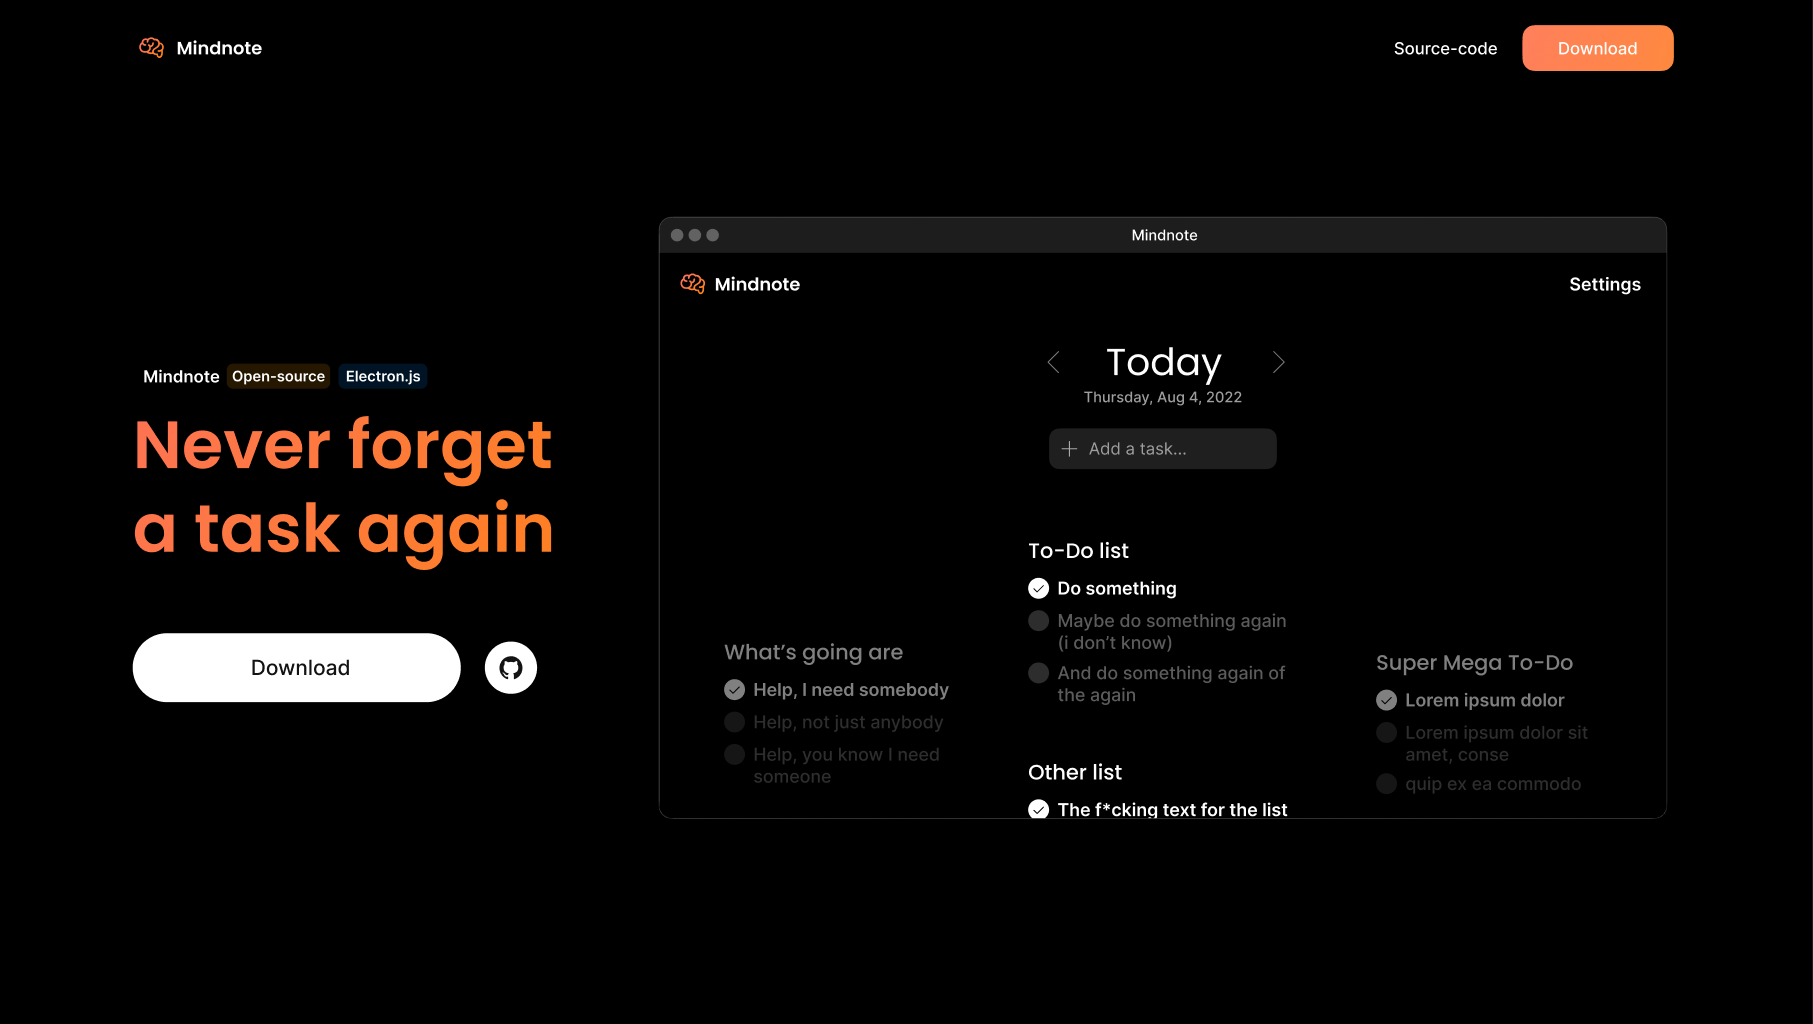 Mindnote
Source-code
Download
Mindnote
Mindnote
Settings
Today
Thursday, Aug 4, 2022
Add a task...
Mindnote
Open-source
Electron.js
Never forget
a task again
Download
To-Do list
Do something
Maybe do something again
(i don’t know)
And do something again of
the again
Other list
The f*cking text for the list
What’s going are
Help, I need somebody
Help, not just anybody
Help, you know I need
someone
Super Mega To-Do
Lorem ipsum dolor
Lorem ipsum dolor sit
amet, conse
quip ex ea commodo